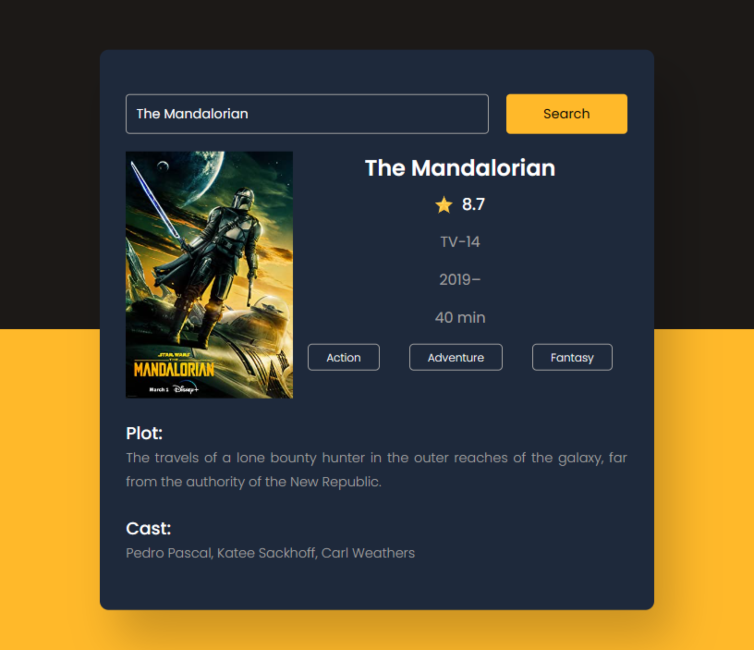 The Mandalorian
Search
The Mandalorian
8.7
TV-14
2019–
40 min
Action
Adventure
Fantasy
STAR WARS
THE
MANDALORIAN
March 1 Disney+
Plot:
The travels of a lone bounty hunter in the outer reaches of the galaxy, far
from the authority of the New Republic.
Cast:
Pedro Pascal, Katee Sackhoff, Carl Weathers